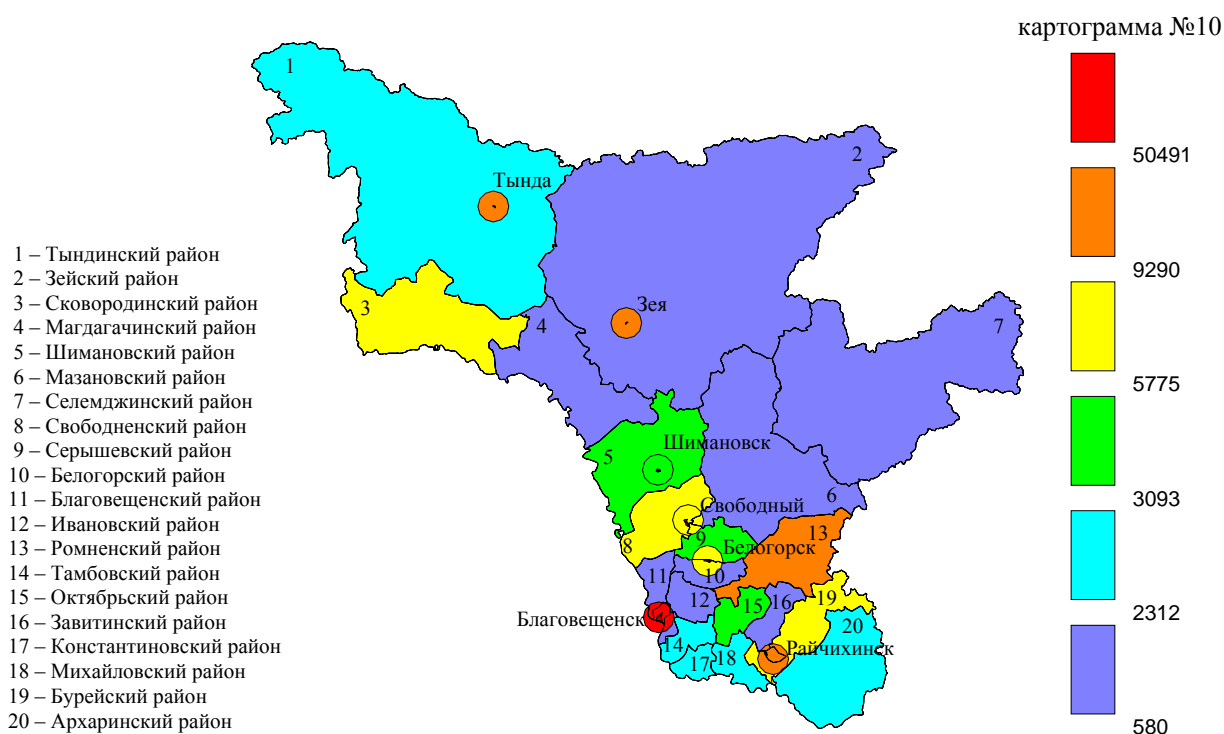 картограмма №10
50491
9290
5775
3093
2312
580
1 – Тындинский район
2 – Зейский район
3 – Сковородинский район
4 – Магдагачинский район
5 – Шимановский район
6 – Мазановский район
7 – Селемджинский район
8 – Свободненский район
9 – Серышевский район
10 – Белогорский район
11 – Благовещенский район
12 – Ивановский район
13 – Ромненский район
14 – Тамбовский район
15 – Октябрьский район
16 – Завитинский район
17 – Константиновский район
18 – Михайловский район
19 – Бурейский район
20 – Архаринский район
1
2
Тында
3
Зея
4
7
Шимановск
5
6
Свободный
13
8
9
Белогорск
11
10
19
12
15
16
Благовещенск
20
14
Райчихинск
17
18